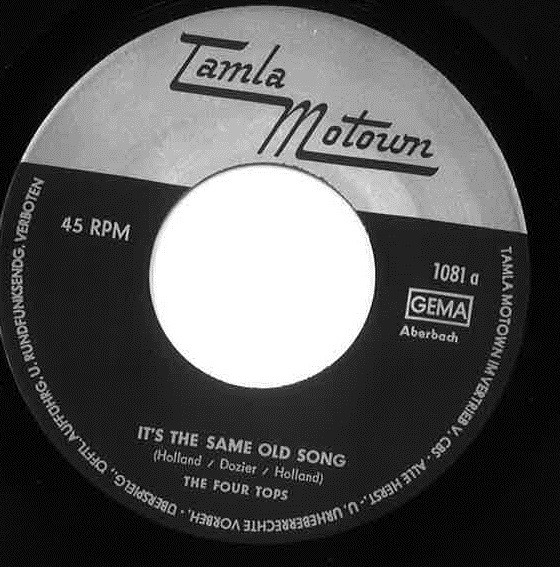 Tamla
Motown
45 RPM
1081 a
GEMA
Aberbach
IT'S THE SAME OLD SONG
(Holland / Dozier / Holland)
THE FOUR TOPS
TAMLA MOTOWN IM VERTRIEB V. CBS · ALLE HERST.- U. URHEBERRECHTE VORBEH. · ÜBERSPIELG., ÖFFTL. AUFFÜHRG. U. RUNDFUNKSENDG. VERBOTEN